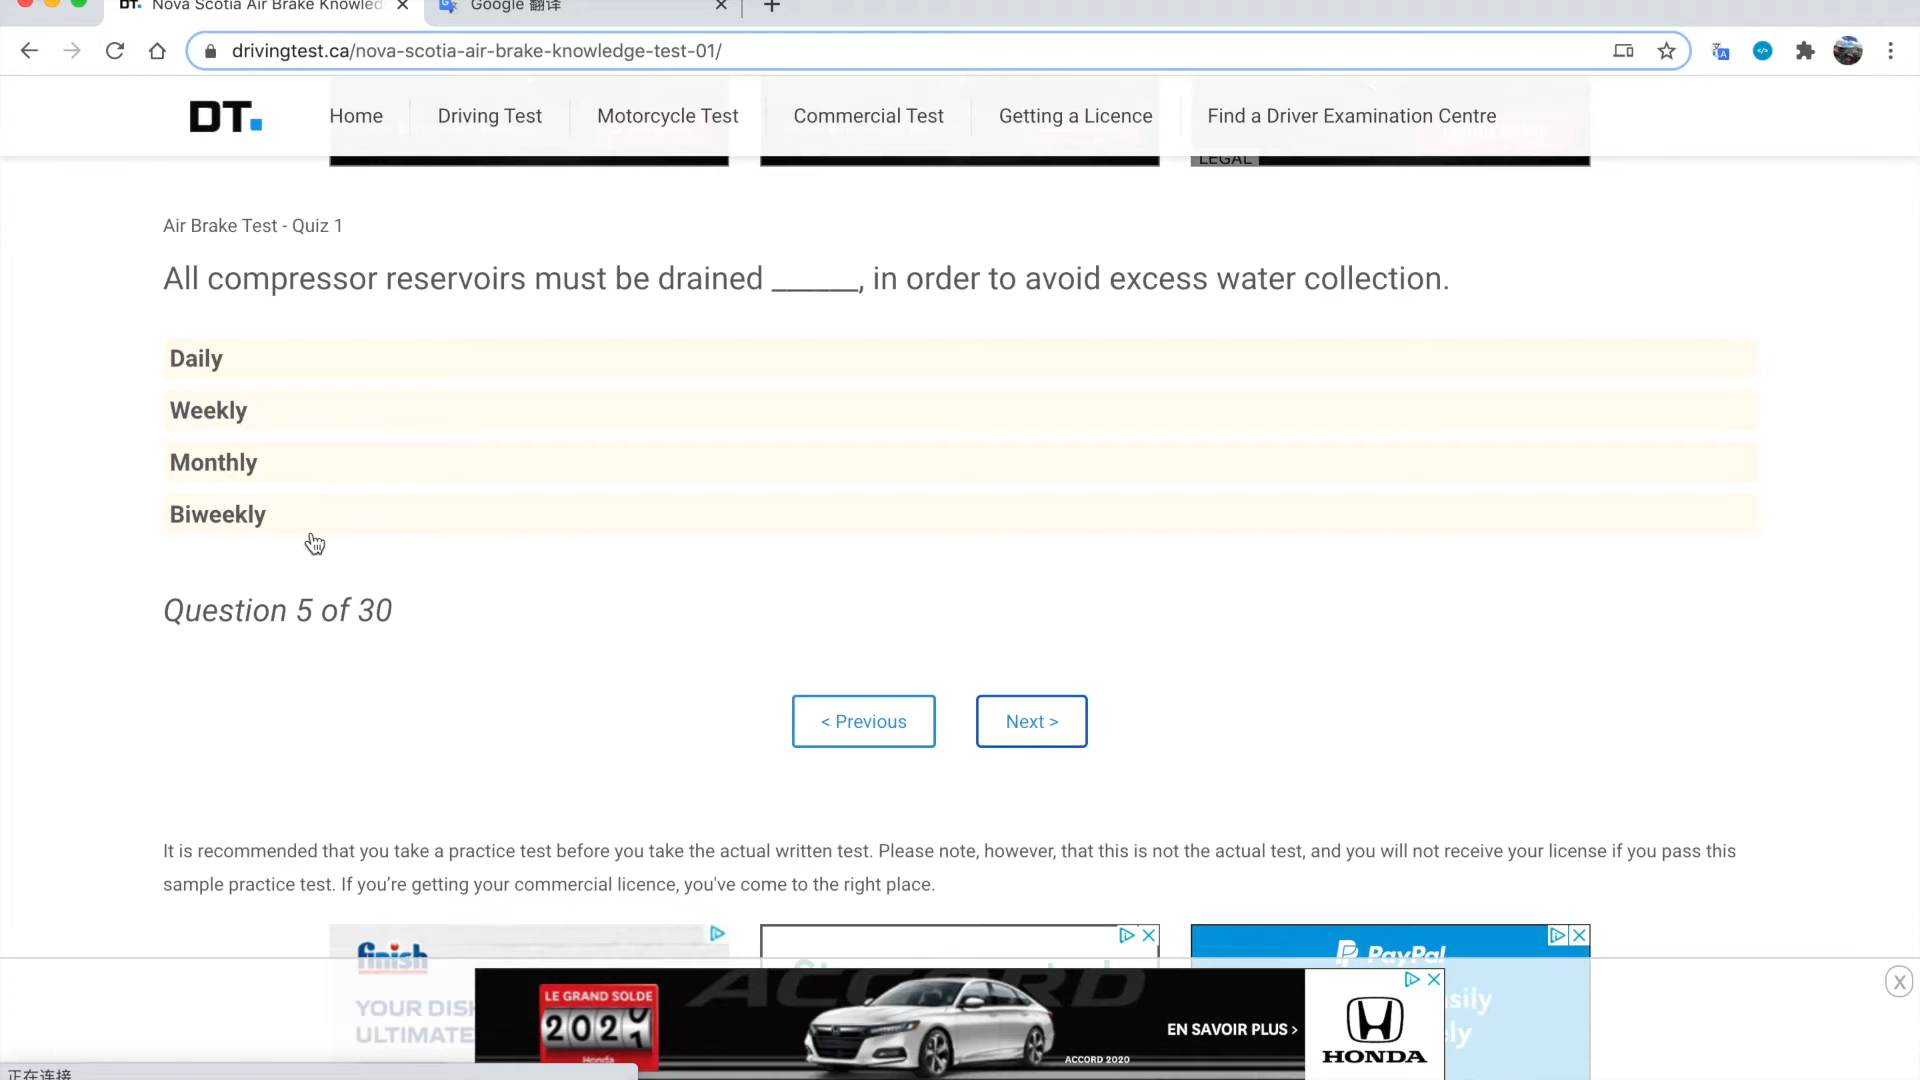 DT. Nova Scotia Air Brake Knowled
Google 翻译
drivingtest.ca/nova-scotia-air-brake-knowledge-test-01/
DT.
Home
Driving Test
Motorcycle Test
Commercial Test
Getting a Licence
Find a Driver Examination Centre
LEGAL
Air Brake Test - Quiz 1
All compressor reservoirs must be drained ______, in order to avoid excess water collection.
Daily
Weekly
Monthly
Biweekly
Question 5 of 30
< Previous
Next >
It is recommended that you take a practice test before you take the actual written test. Please note, however, that this is not the actual test, and you will not receive your license if you pass this
sample practice test. If you’re getting your commercial licence, you've come to the right place.
finish
YOUR DISH
ULTIMATE
PayPal
ACCORD
LE GRAND SOLDE
2021
Honda
EN SAVOIR PLUS >
ACCORD 2020
HONDA
正在连接